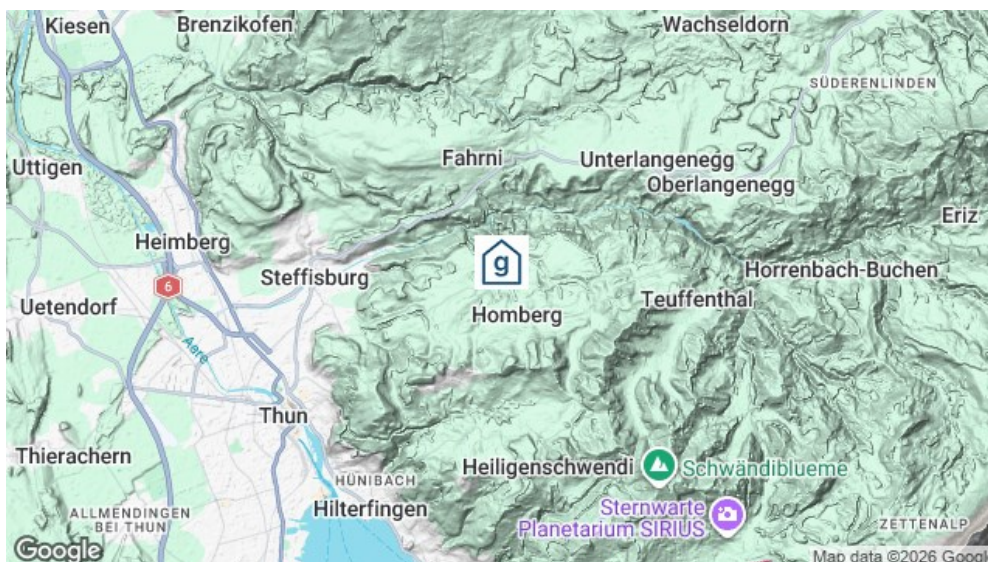 Kiesen
Brenzikofen
Wachseldorn
SÜDERENLINDEN
Uttigen
Fahrni
Unterlangenegg
Oberlangenegg
Eriz
Heimberg
g
Steffisburg
Horrenbach-Buchen
6
Uetendorf
Teuffenthal
Homberg
Aare
Thun
Thierachern
Heiligenschwendi
Schwändiblueme
HÜNIBACH
Hilterfingen
Sternwarte
Planetarium SIRIUS
ALLMENDINGEN
BEI THUN
ZETTENALP
Google
Map data ©2026 Google